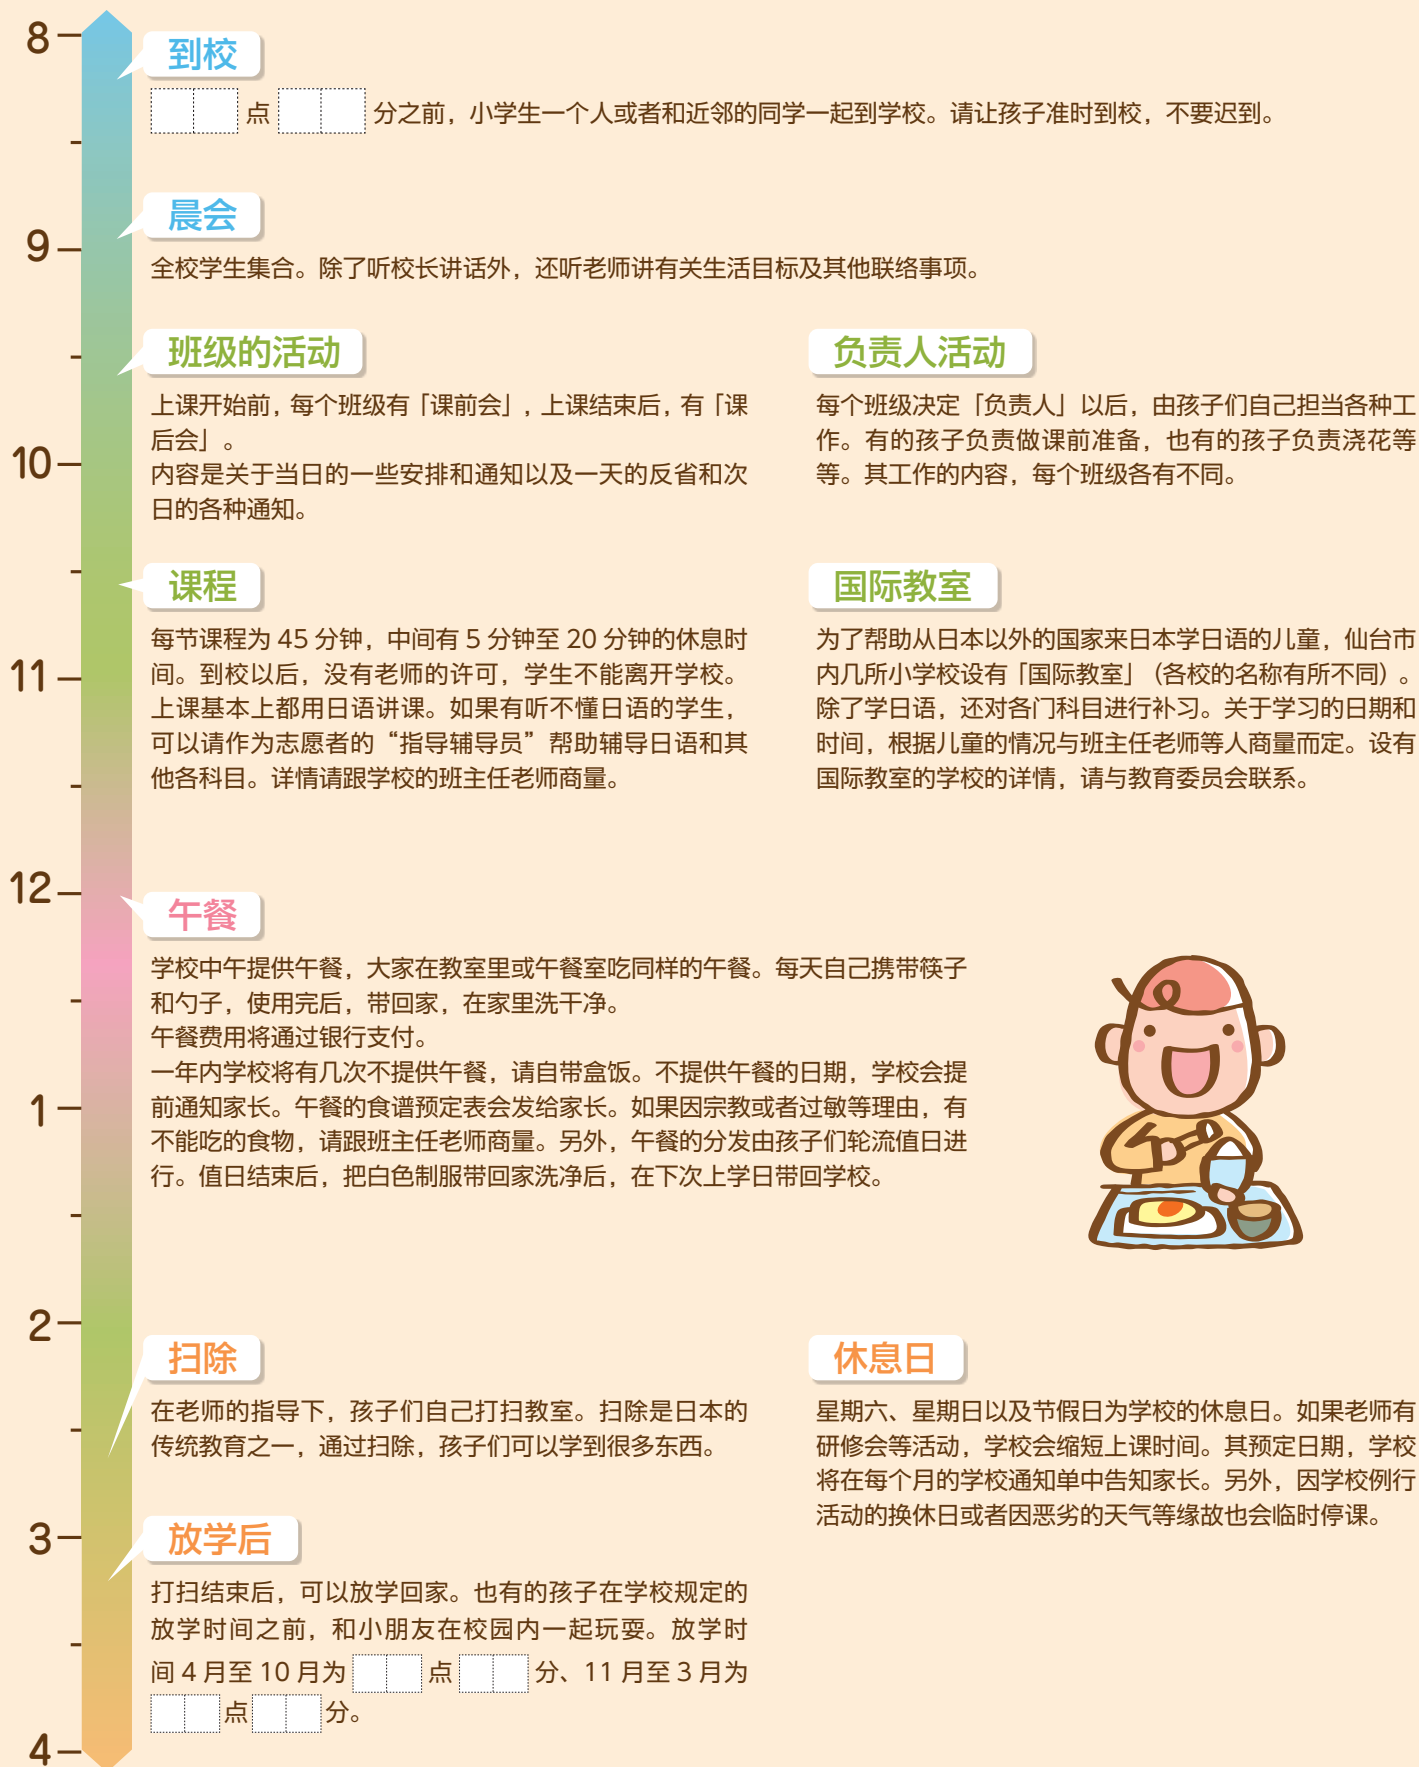 8
到校
点 分之前，小学生一个人或者和近邻的同学一起到学校。请让孩子准时到校，不要迟到。
晨会
9
全校学生集合。除了听校长讲话外，还听老师讲有关生活目标及其他联络事项。
班级的活动
上课开始前，每个班级有「课前会」，上课结束后，有「课
后会」。
内容是关于当日的一些安排和通知以及一天的反省和次
日的各种通知。
负责人活动
每个班级决定「负责人」以后，由孩子们自己担当各种工
作。有的孩子负责做课前准备，也有的孩子负责浇花等
等。其工作的内容，每个班级各有不同。
10
课程
每节课程为 45 分钟，中间有 5 分钟至 20 分钟的休息时
间。到校以后，没有老师的许可，学生不能离开学校。
上课基本上都用日语讲课。如果有听不懂日语的学生，
可以请作为志愿者的“指导辅导员”帮助辅导日语和其
他各科目。详情请跟学校的班主任老师商量。
国际教室
为了帮助从日本以外的国家来日本学日语的儿童，仙台市
内几所小学校设有「国际教室」（各校的名称有所不同）。
除了学日语，还对各门科目进行补习。关于学习的日期和
时间，根据儿童的情况与班主任老师等人商量而定。设有
国际教室的学校的详情，请与教育委员会联系。
11
12
午餐
学校中午提供午餐，大家在教室里或午餐室吃同样的午餐。每天自己携带筷子
和勺子，使用完后，带回家，在家里洗干净。
午餐费用将通过银行支付。
一年内学校将有几次不提供午餐，请自带盒饭。不提供午餐的日期，学校会提
前通知家长。午餐的食谱预定表会发给家长。如果因宗教或者过敏等理由，有
不能吃的食物，请跟班主任老师商量。另外，午餐的分发由孩子们轮流值日进
行。值日结束后，把白色制服带回家洗净后，在下次上学日带回学校。
1
2
扫除
在老师的指导下，孩子们自己打扫教室。扫除是日本的
传统教育之一，通过扫除，孩子们可以学到很多东西。
休息日
星期六、星期日以及节假日为学校的休息日。如果老师有
研修会等活动，学校会缩短上课时间。其预定日期，学校
将在每个月的学校通知单中告知家长。另外，因学校例行
活动的换休日或者因恶劣的天气等缘故也会临时停课。
3
放学后
打扫结束后，可以放学回家。也有的孩子在学校规定的
放学时间之前，和小朋友在校园内一起玩耍。放学时
间 4 月至 10 月为 点 分、11 月至 3 月为
点 分。
4